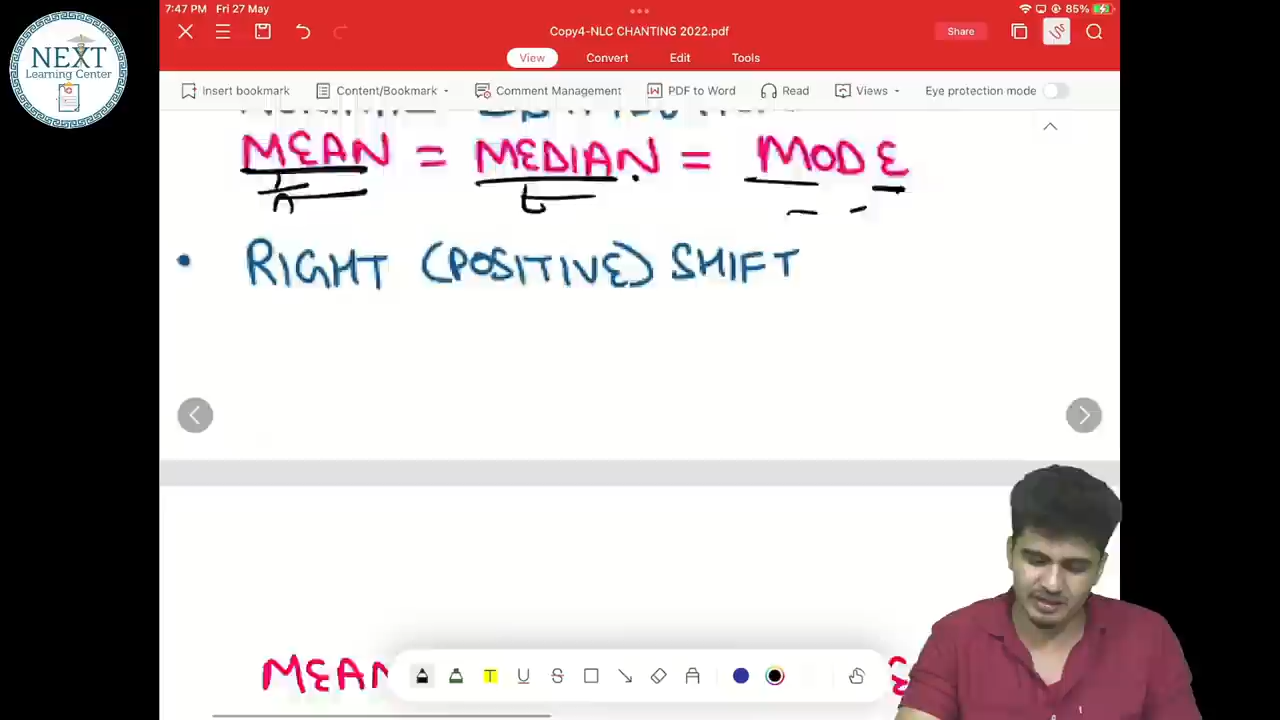 7:47 PM Fri 27 May
85%
NEXT
Learning Center
Copy4-NLC CHANTING 2022.pdf
Share
View Convert Edit Tools
Insert bookmark Content/Bookmark Comment Management PDF to Word Read Views Eye protection mode
MEAN = MEDIAN = MODE
• RIGHT (POSITIVE) SHIFT
MEAN